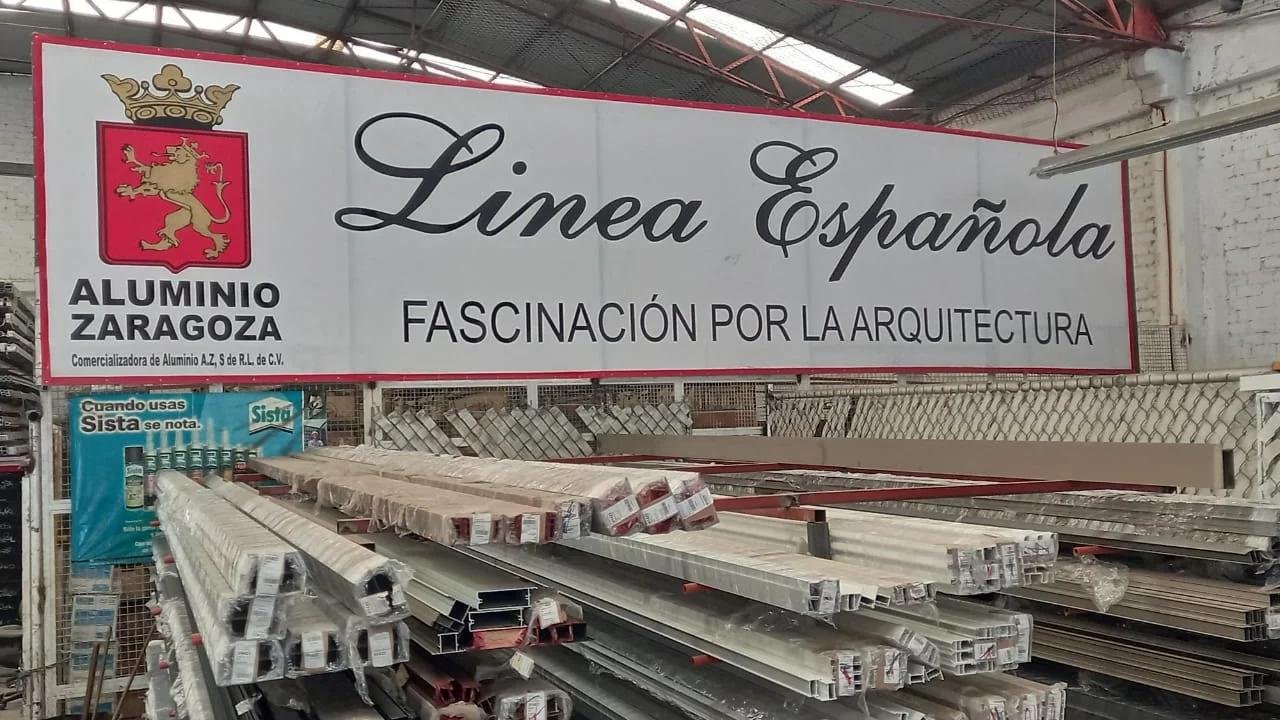 Linea Española
FASCINACIÓN POR LA ARQUITECTURA
ALUMINIO
ZARAGOZA
Comercializadora de Aluminio A.Z, S de R.L. de C.V.
Cuando usas
Sista se nota.
Sista